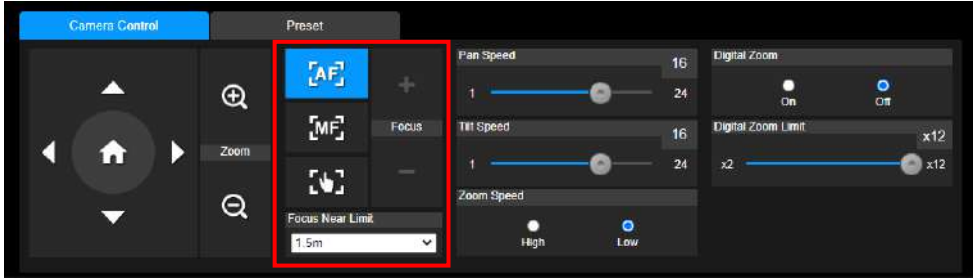 Camera Control
Preset
Zoom
AF
MF
Focus
Focus Near Limit
1.5m
Pan Speed
16
1
24
Tilt Speed
16
1
24
Zoom Speed
High
Low
Digital Zoom
On
Off
Digital Zoom Limit
x12
x2
x12